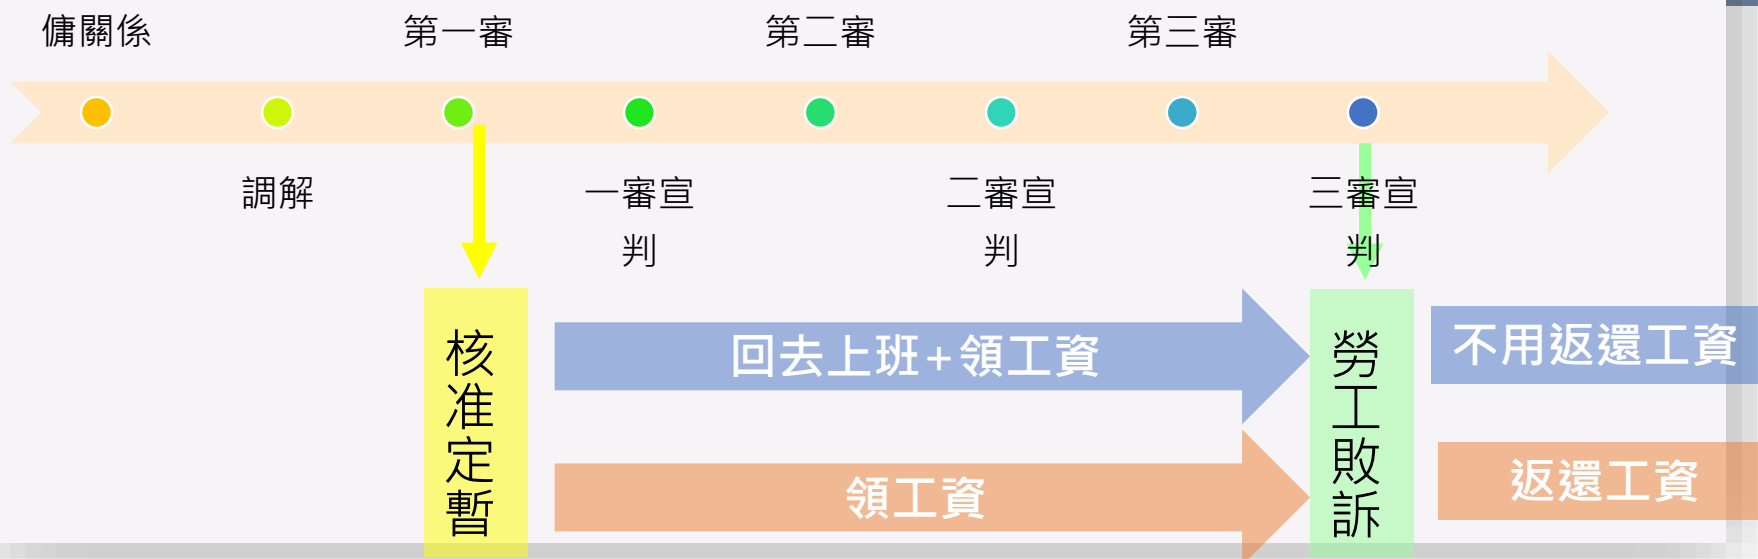 傭關係
第一審
第二審
第三審
調解
一審宣
判
二審宣
判
三審宣
判
核准定暫
回去上班+領工資
領工資
勞工敗訴
不用返還工資
返還工資